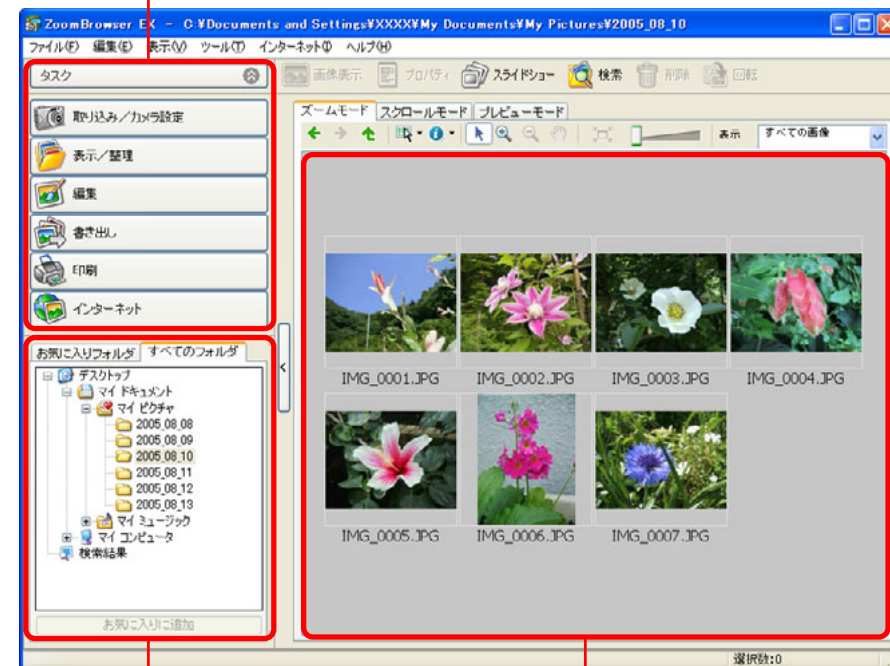 ZoomBrowser EX - C:¥Documents and Settings¥XXXX¥My Documents¥My Pictures¥2005_08_10
ファイル(F) 編集(E) 表示(V) ツール(T) インターネット(I) ヘルプ(H)
タスク
画像表示 プロパティ スライドショー 検索 削除 回転
取り込み／カメラ設定
表示／整理
編集
書き出し
印刷
インターネット
お気に入りフォルダ すべてのフォルダ
デスクトップ
マイ ドキュメント
マイ ピクチャ
2005_08_08
2005_08_09
2005_08_10
2005_08_11
2005_08_12
2005_08_13
マイ ミュージック
マイ コンピュータ
検索結果
お気に入りに追加
ズームモード スクロールモード プレビューモード
表示 すべての画像
IMG_0001.JPG IMG_0002.JPG IMG_0003.JPG IMG_0004.JPG
IMG_0005.JPG IMG_0006.JPG IMG_0007.JPG
選択数:0